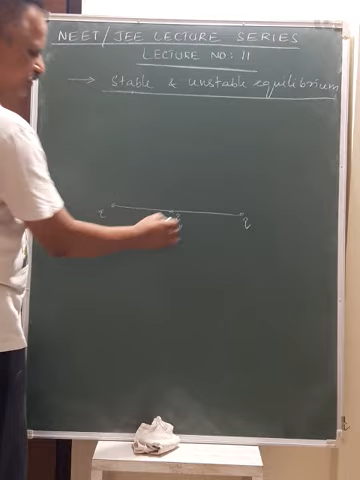 NEET/JEE LECTURE SERIES
LECTURE NO: 11
→ Stable & unstable equilibrium
q q